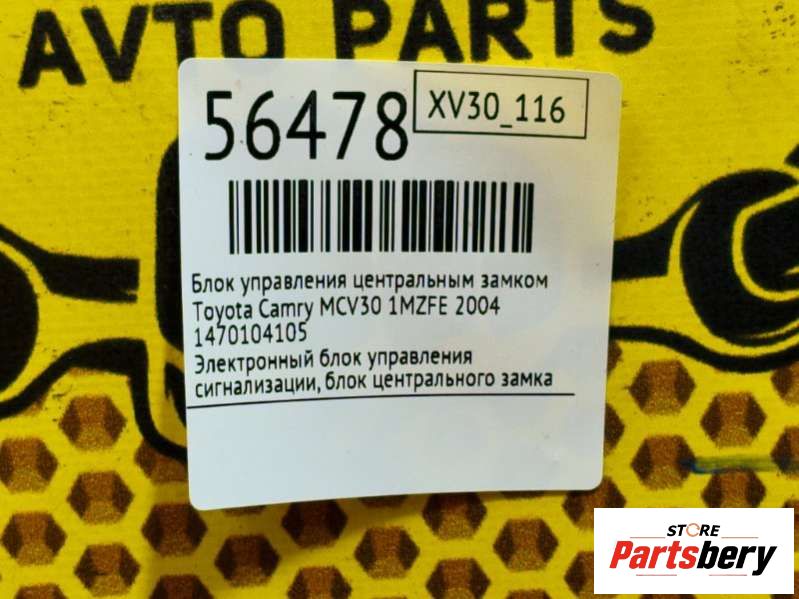 AVTO PARTS
56478
XV30_116
Блок управления центральным замком
Toyota Camry MCV30 1MZFE 2004
1470104105
Электронный блок управления
сигнализации, блок центрального замка
STORE
Partsbery